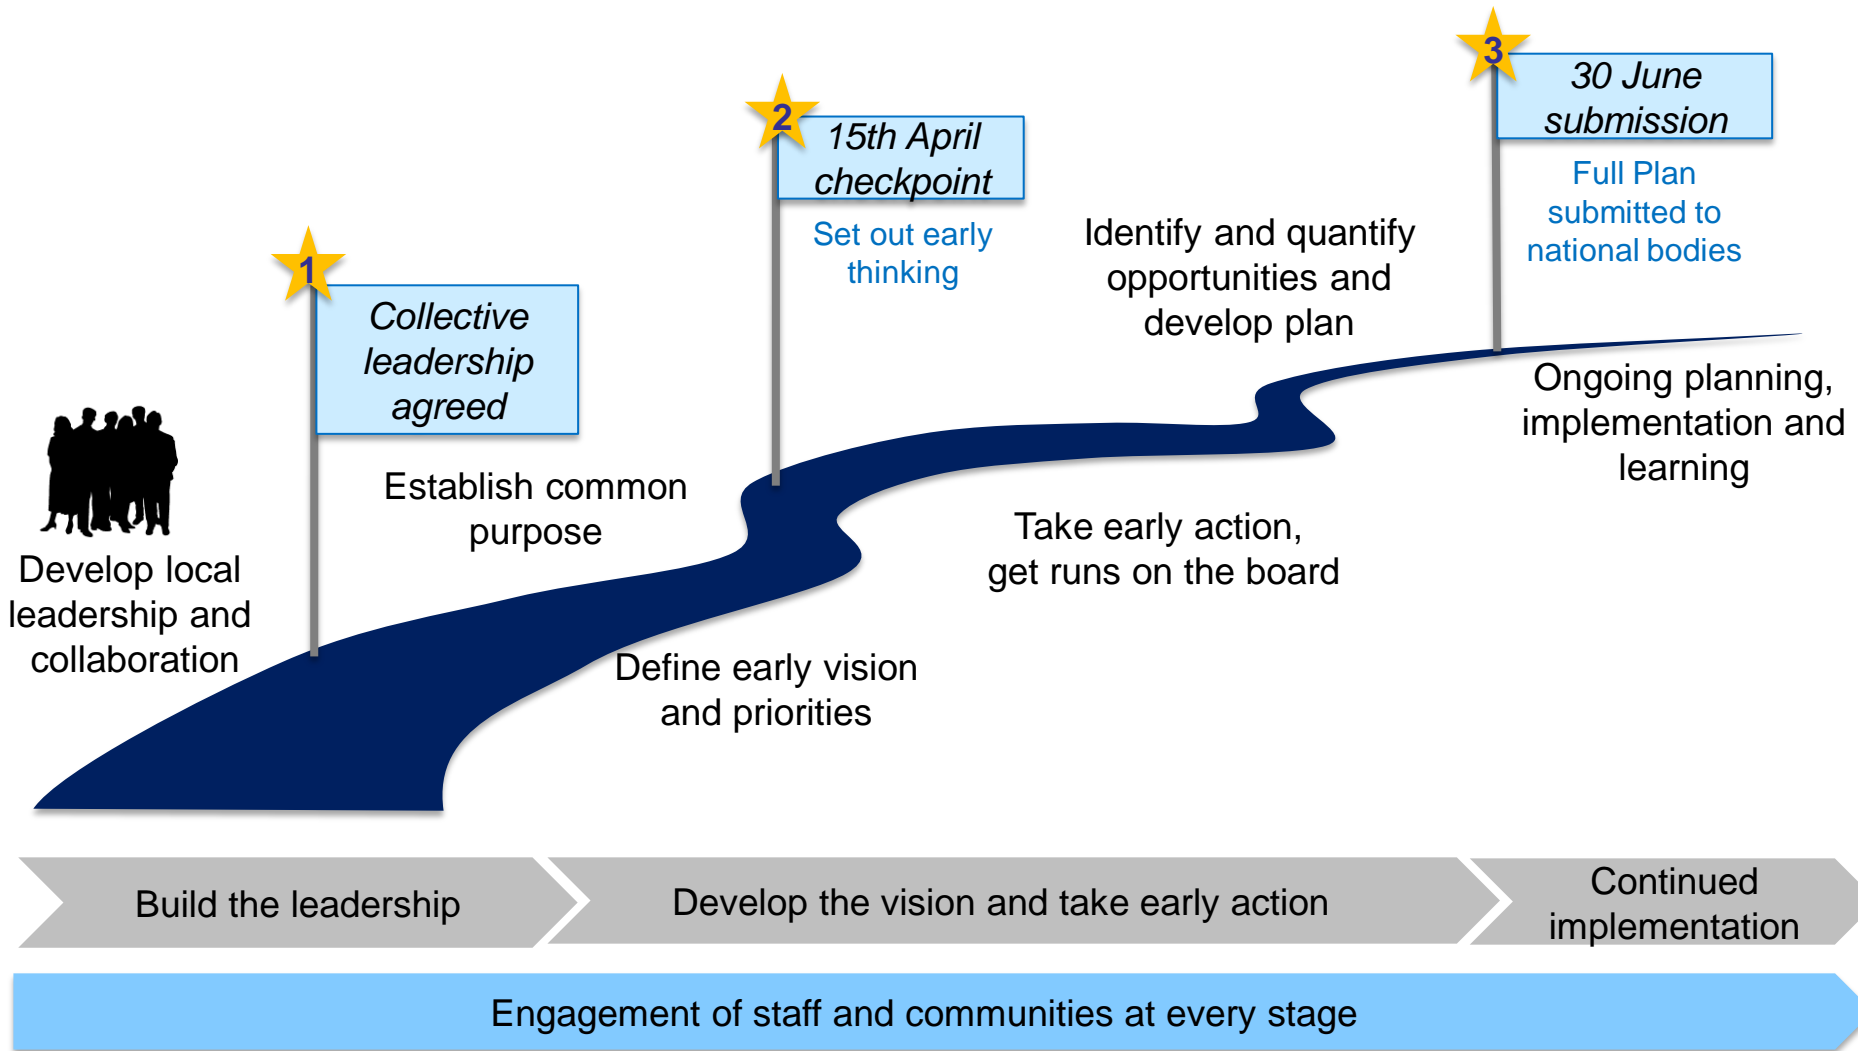 1
Collective
leadership
agreed
2
15th April
checkpoint
Set out early
thinking
3
30 June
submission
Full Plan
submitted to
national bodies
Develop local
leadership and
collaboration
Establish common
purpose
Define early vision
and priorities
Identify and quantify
opportunities and
develop plan
Take early action,
get runs on the board
Ongoing planning,
implementation and
learning
Build the leadership
Develop the vision and take early action
Continued
implementation
Engagement of staff and communities at every stage